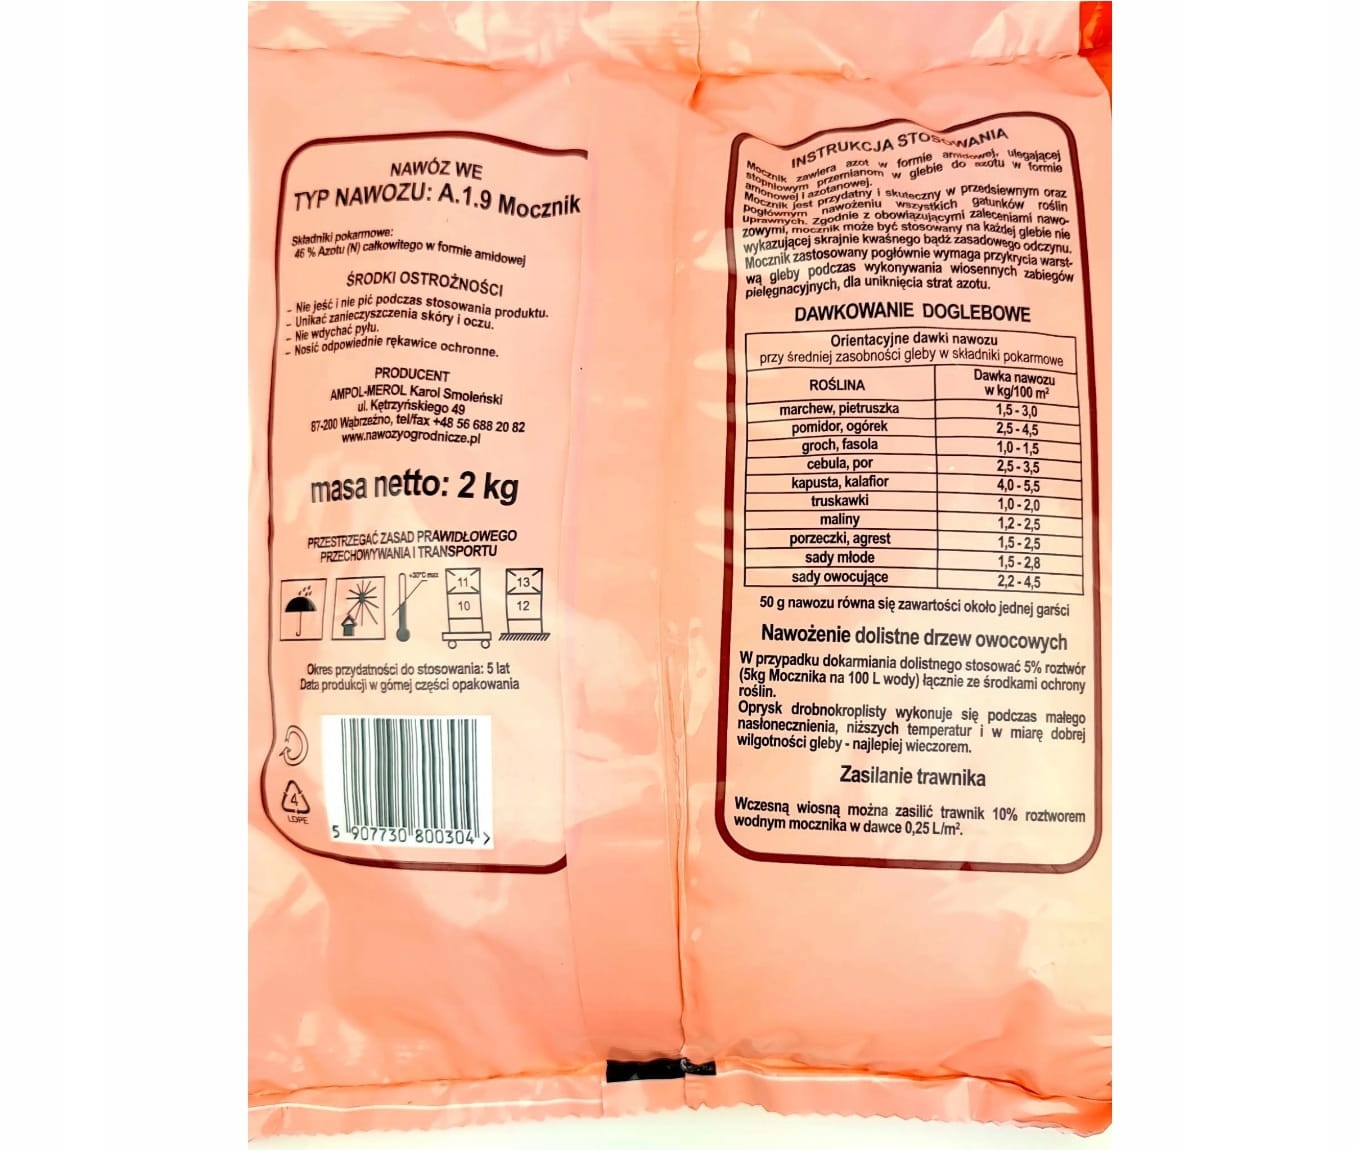 NAWÓZ WE
TYP NAWOZU: A.1.9 Mocznik
Składniki pokarmowe:
46 % Azotu (N) całkowitego w formie amidowej
ŚRODKI OSTROŻNOŚCI
- Nie jeść i nie pić podczas stosowania produktu.
- Unikać zanieczyszczenia skóry i oczu.
- Nie wdychać pyłu.
- Nosić odpowiednie rękawice ochronne.
PRODUCENT
AMPOL-MEROL Karol Smoleński
ul. Kętrzyńskiego 49
87-200 Wąbrzeźno, tel/fax +48 56 688 20 82
www.nawozyogrodnicze.pl
masa netto: 2 kg
PRZESTRZEGAĆ ZASAD PRAWIDŁOWEGO
PRZECHOWYWANIA I TRANSPORTU
+30°C max
11 13
10 12
Okres przydatności do stosowania: 5 lat
Data produkcji w górnej części opakowania
4
LDPE
5 907730 800304 >
INSTRUKCJA STOSOWANIA
Mocznik zawiera azot w formie amidowej, ulegającej
stopniowym przemianom w glebie do azotu w formie
amonowej i azotanowej.
Mocznik jest przydatny i skuteczny w przedsiewnym oraz
pogłównym nawożeniu wszystkich gatunków roślin
uprawnych. Zgodnie z obowiązującymi zaleceniami nawo-
zowymi, mocznik może być stosowany na każdej glebie nie
wykazującej skrajnie kwaśnego bądź zasadowego odczynu.
Mocznik zastosowany pogłównie wymaga przykrycia warst-
wą gleby podczas wykonywania wiosennych zabiegów
pielęgnacyjnych, dla uniknięcia strat azotu.
DAWKOWANIE DOGLEBOWE
Orientacyjne dawki nawozu
przy średniej zasobności gleby w składniki pokarmowe
ROŚLINA Dawka nawozu
w kg/100 m²
marchew, pietruszka 1,5 - 3,0
pomidor, ogórek 2,5 - 4,5
groch, fasola 1,0 - 1,5
cebula, por 2,5 - 3,5
kapusta, kalafior 4,0 - 5,5
truskawki 1,0 - 2,0
maliny 1,2 - 2,5
porzeczki, agrest 1,5 - 2,5
sady młode 1,5 - 2,8
sady owocujące 2,2 - 4,5
50 g nawozu równa się zawartości około jednej garści
Nawożenie dolistne drzew owocowych
W przypadku dokarmiania dolistnego stosować 5% roztwór
(5kg Mocznika na 100 L wody) łącznie ze środkami ochrony
roślin.
Oprysk drobnokroplisty wykonuje się podczas małego
nasłonecznienia, niższych temperatur i w miarę dobrej
wilgotności gleby - najlepiej wieczorem.
Zasilanie trawnika
Wczesną wiosną można zasilić trawnik 10% roztworem
wodnym mocznika w dawce 0,25 L/m².